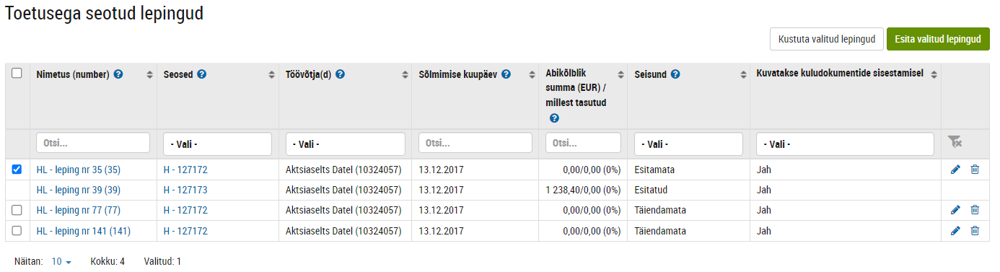 Toetusega seotud lepingud
Kustuta valitud lepingud Esita valitud lepingud
Nimetus (number) ? Seosed ? Töövõtja(d) ? Sõlmimise kuupäev ? Abikõlblik summa (EUR) / millest tasutud ? Seisund ? Kuvatakse kuludokumentide sisestamisel
Otsi... - Vali - - Vali - Otsi... Otsi... - Vali - - Vali -
HL - leping nr 35 (35) H - 127172 Aktsiaselts Datel (10324057) 13.12.2017 0,00/0,00 (0%) Esitamata Jah
HL - leping nr 39 (39) H - 127173 Aktsiaselts Datel (10324057) 13.12.2017 1 238,40/0,00 (0%) Esitatud Jah
HL - leping nr 77 (77) H - 127172 Aktsiaselts Datel (10324057) 13.12.2017 0,00/0,00 (0%) Täiendamata Jah
HL - leping nr 141 (141) H - 127172 Aktsiaselts Datel (10324057) 13.12.2017 0,00/0,00 (0%) Täiendamata Jah
Näitan: 10 Kokku: 4 Valitud: 1